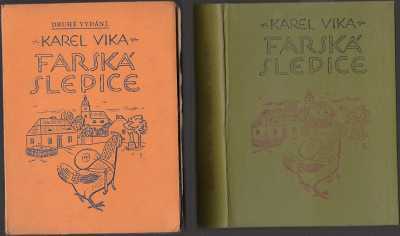 DRUHÉ VYDÁNÍ
KAREL VIKA
FARSKÁ
SLEPICE
KAREL VIKA
FARSKÁ
SLEPICE